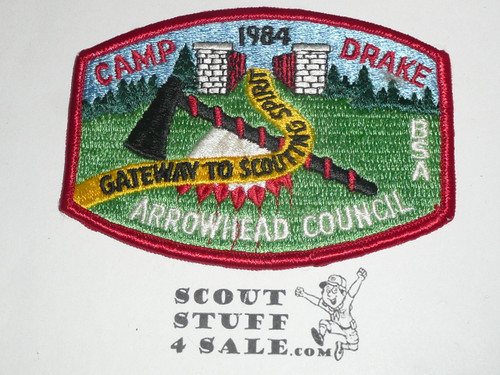 1984
CAMP DRAKE
GATEWAY TO SCOUTING SPIRIT
BSA
ARROWHEAD COUNCIL
SCOUT
STUFF
4 SALE.COM